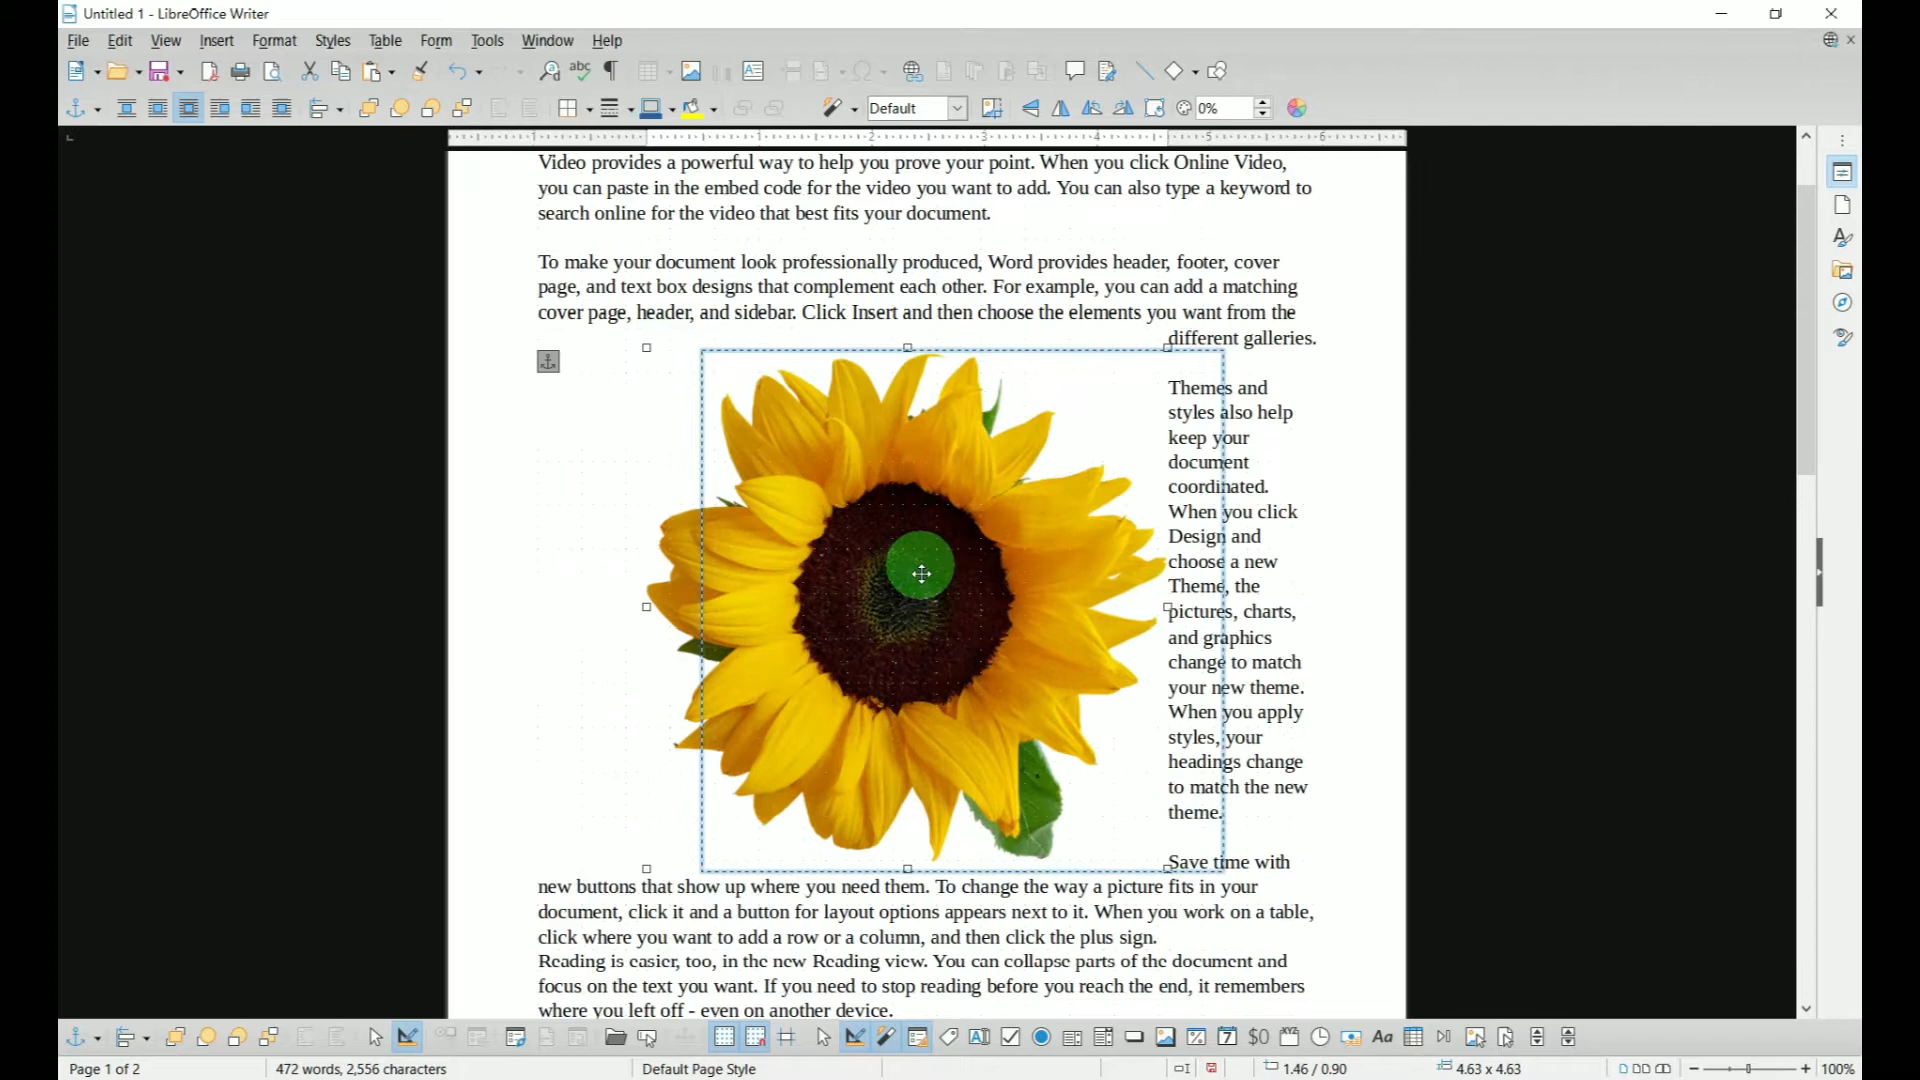 Untitled 1 - LibreOffice Writer
File Edit View Insert Format Styles Table Form Tools Window Help
Default
0%
1 1 2 3 4 5 6
Video provides a powerful way to help you prove your point. When you click Online Video,
you can paste in the embed code for the video you want to add. You can also type a keyword to
search online for the video that best fits your document.
To make your document look professionally produced, Word provides header, footer, cover
page, and text box designs that complement each other. For example, you can add a matching
cover page, header, and sidebar. Click Insert and then choose the elements you want from the
different galleries.
Themes and
styles also help
keep your
document
coordinated.
When you click
Design and
choose a new
Theme, the
pictures, charts,
and graphics
change to match
your new theme.
When you apply
styles, your
headings change
to match the new
theme.
Save time with
new buttons that show up where you need them. To change the way a picture fits in your
document, click it and a button for layout options appears next to it. When you work on a table,
click where you want to add a row or a column, and then click the plus sign.
Reading is easier, too, in the new Reading view. You can collapse parts of the document and
focus on the text you want. If you need to stop reading before you reach the end, it remembers
where you left off - even on another device.
Page 1 of 2
472 words, 2,556 characters
Default Page Style
1.46 / 0.90
4.63 x 4.63
100%